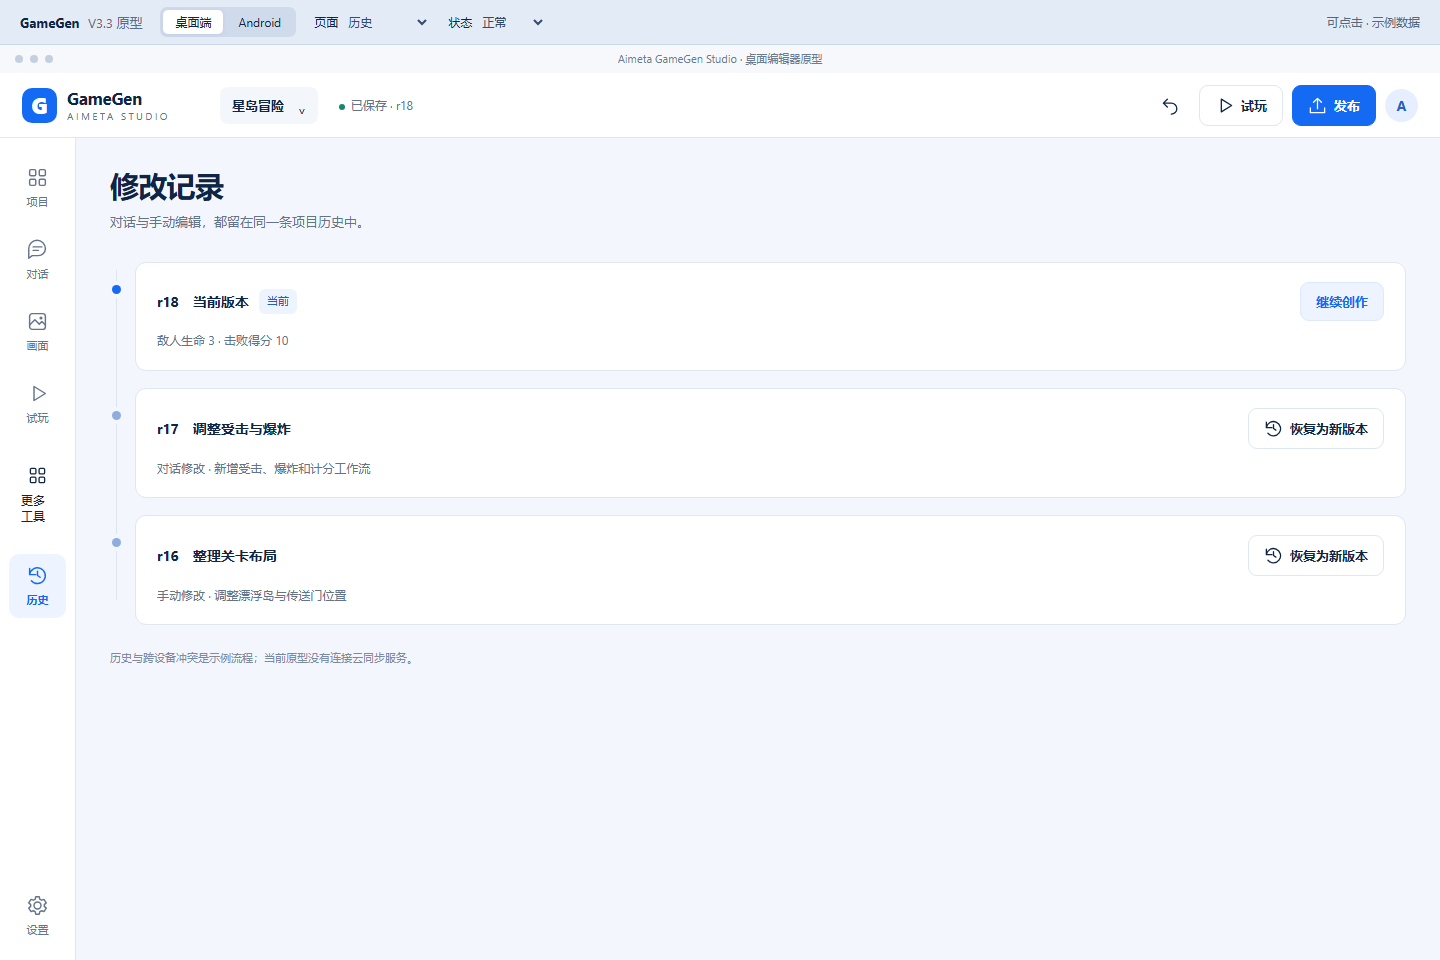 GameGen V3.3 原型 桌面端 Android 页面 历史 状态 正常 可点击 · 示例数据
Aimeta GameGen Studio · 桌面编辑器原型
G GameGen 星岛冒险 已保存 · r18 试玩 发布 A
AIMETA STUDIO
项目
对话
画面
试玩
更多
工具
历史
设置
修改记录
对话与手动编辑，都留在同一条项目历史中。
r18 当前版本 当前 继续创作
敌人生命 3 · 击败得分 10
r17 调整受击与爆炸 恢复为新版本
对话修改 · 新增受击、爆炸和计分工作流
r16 整理关卡布局 恢复为新版本
手动修改 · 调整漂浮岛与传送门位置
历史与跨设备冲突是示例流程；当前原型没有连接云同步服务。